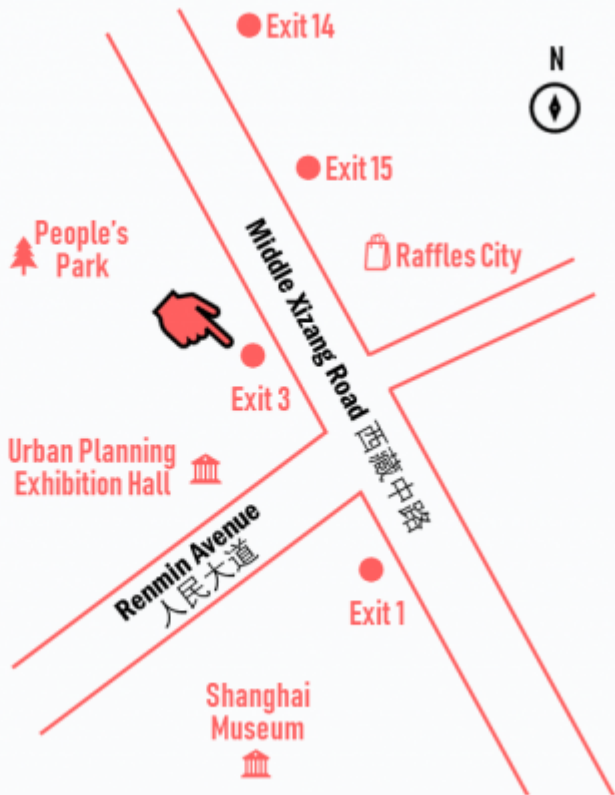 Exit 14
N
Exit 15
People's
Park
Raffles City
Middle Xizang Road 西藏中路
Exit 3
Urban Planning
Exhibition Hall
Renmin Avenue
人民大道
Exit 1
Shanghai
Museum